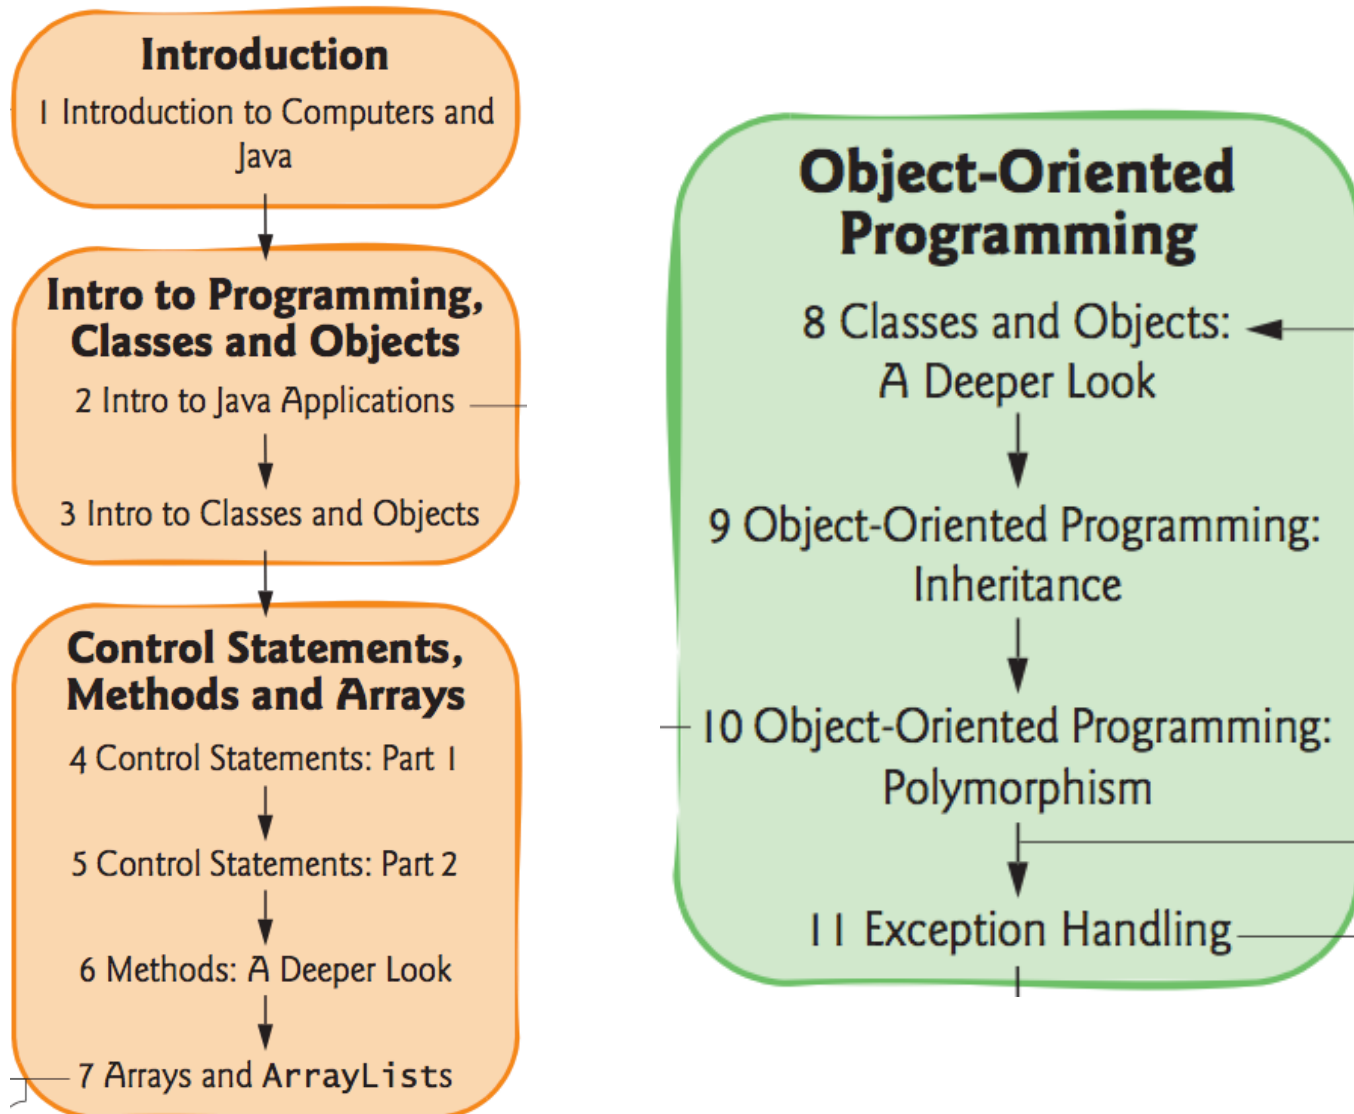 Introduction
1 Introduction to Computers and
Java
Intro to Programming,
Classes and Objects
2 Intro to Java Applications
3 Intro to Classes and Objects
Control Statements,
Methods and Arrays
4 Control Statements: Part 1
5 Control Statements: Part 2
6 Methods: A Deeper Look
7 Arrays and ArrayLists
Object-Oriented
Programming
8 Classes and Objects:
A Deeper Look
9 Object-Oriented Programming:
Inheritance
10 Object-Oriented Programming:
Polymorphism
11 Exception Handling